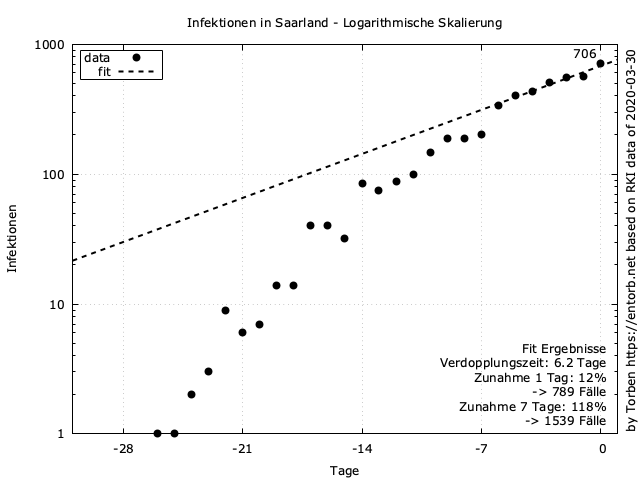 Infektionen in Saarland - Logarithmische Skalierung
1000
100
10
1
Infektionen
data
fit
706
Fit Ergebnisse
Verdopplungszeit: 6.2 Tage
Zunahme 1 Tag: 12%
-> 789 Fälle
Zunahme 7 Tage: 118%
-> 1539 Fälle
-28
-21
-14
-7
0
Tage
by Torben https://entorb.net based on RKI data of 2020-03-30